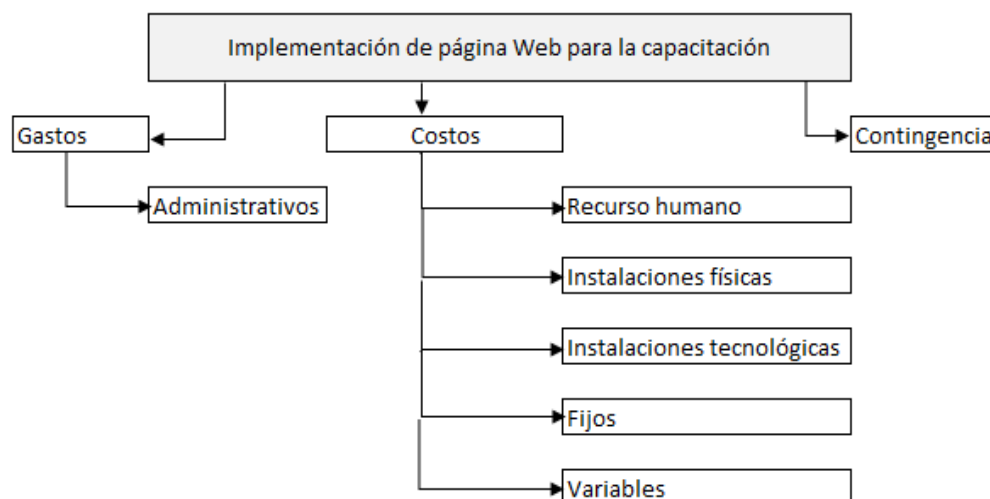 Implementación de página Web para la capacitación
Gastos
Costos
Contingencia
Administrativos
Recurso humano
Instalaciones físicas
Instalaciones tecnológicas
Fijos
Variables